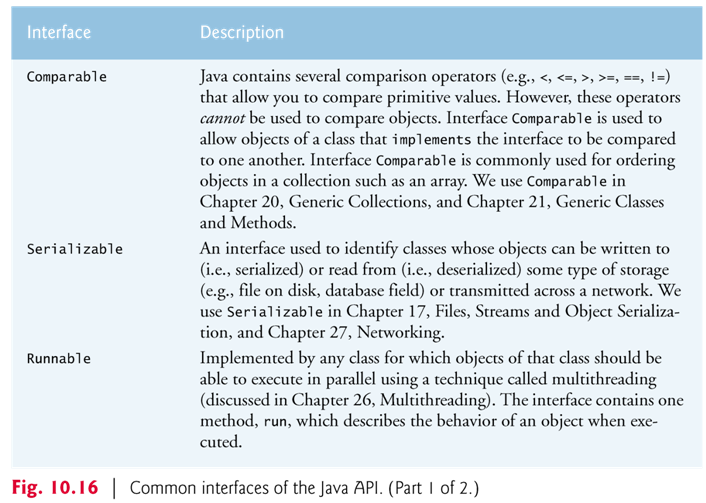 Interface Description
Comparable Java contains several comparison operators (e.g., <, <=, >, >=, ==, !=)
that allow you to compare primitive values. However, these operators
cannot be used to compare objects. Interface Comparable is used to
allow objects of a class that implements the interface to be compared
to one another. Interface Comparable is commonly used for ordering
objects in a collection such as an array. We use Comparable in
Chapter 20, Generic Collections, and Chapter 21, Generic Classes
and Methods.
Serializable An interface used to identify classes whose objects can be written to
(i.e., serialized) or read from (i.e., deserialized) some type of storage
(e.g., file on disk, database field) or transmitted across a network. We
use Serializable in Chapter 17, Files, Streams and Object Serializa-
tion, and Chapter 27, Networking.
Runnable Implemented by any class for which objects of that class should be
able to execute in parallel using a technique called multithreading
(discussed in Chapter 26, Multithreading). The interface contains one
method, run, which describes the behavior of an object when exe-
cuted.
Fig. 10.16 | Common interfaces of the Java API. (Part 1 of 2.)